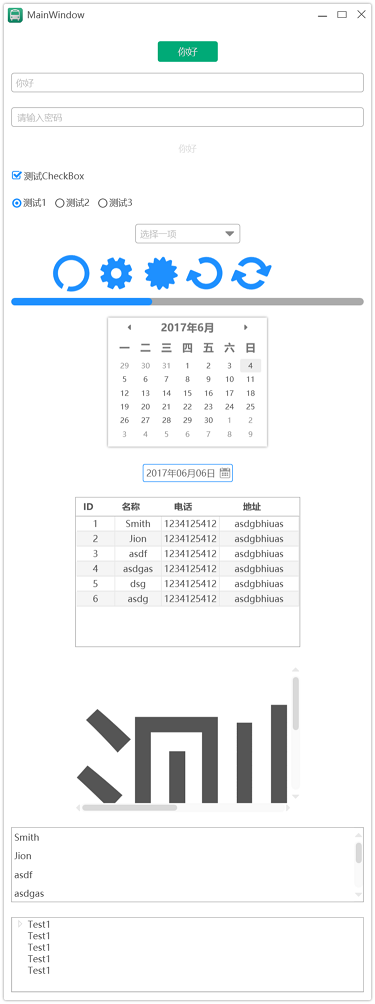 MainWindow
你好
你好
请输入密码
你好
测试CheckBox
测试1 测试2 测试3
选择一项
2017年6月
一 二 三 四 五 六 日
29 30 31 1 2 3 4
5 6 7 8 9 10 11
12 13 14 15 16 17 18
19 20 21 22 23 24 25
26 27 28 29 30 1 2
3 4 5 6 7 8 9
2017年06月06日
ID 名称 电话 地址
1 Smith 1234125412 asdgbhiuas
2 Jion 1234125412 asdgbhiuas
3 asdf 1234125412 asdgbhiuas
4 asdgas 1234125412 asdgbhiuas
5 dsg 1234125412 asdgbhiuas
6 asdg 1234125412 asdgbhiuas
测
Smith
Jion
asdf
asdgas
Test1
Test1
Test1
Test1
Test1